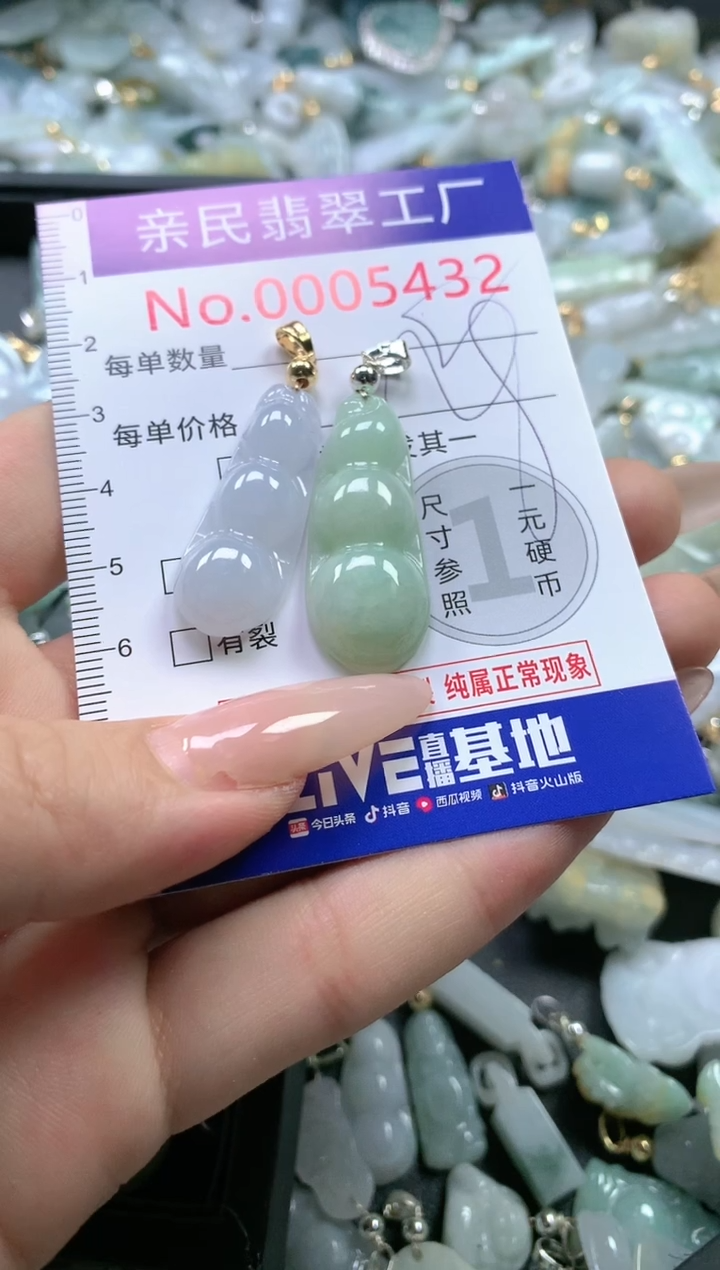 亲民翡翠工厂
No.0005432
每单数量
每单价格
发其一
尺寸参照
1
一元硬币
有裂
纯属正常现象
LIVE直播基地
头条 今日头条 抖音 西瓜视频 抖音火山版
0
1
2
3
4
5
6